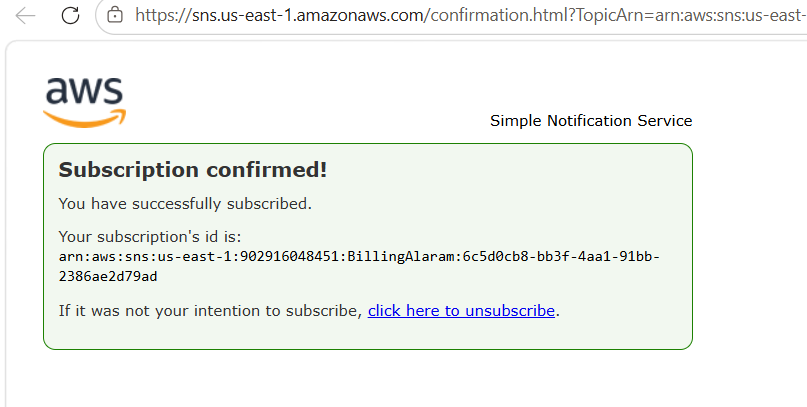 https://sns.us-east-1.amazonaws.com/confirmation.html?TopicArn=arn:aws:sns:us-east-
aws
Simple Notification Service
Subscription confirmed!
You have successfully subscribed.
Your subscription's id is:
arn:aws:sns:us-east-1:902916048451:BillingAlaram:6c5d0cb8-bb3f-4aa1-91bb-
2386ae2d79ad
If it was not your intention to subscribe, click here to unsubscribe.